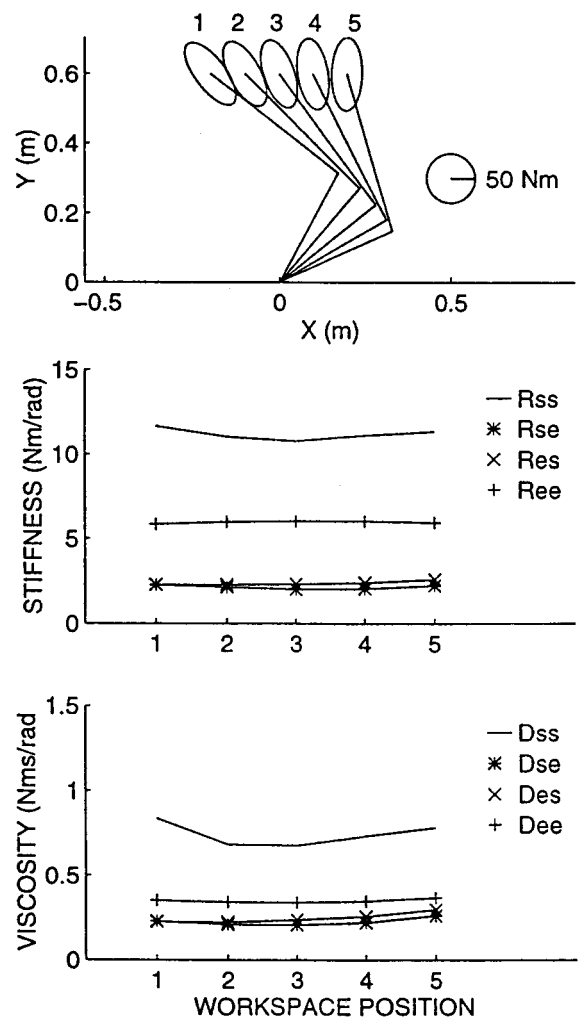 1 2 3 4 5
0.6
0.4
0.2
0
Y (m)
50 Nm
−0.5 0 0.5
X (m)
15
10
5
0
STIFFNESS (Nm/rad)
Rss
Rse
Res
Ree
1 2 3 4 5
1.5
1
0.5
0
VISCOSITY (Nms/rad
Dss
Dse
Des
Dee
1 2 3 4 5
WORKSPACE POSITION